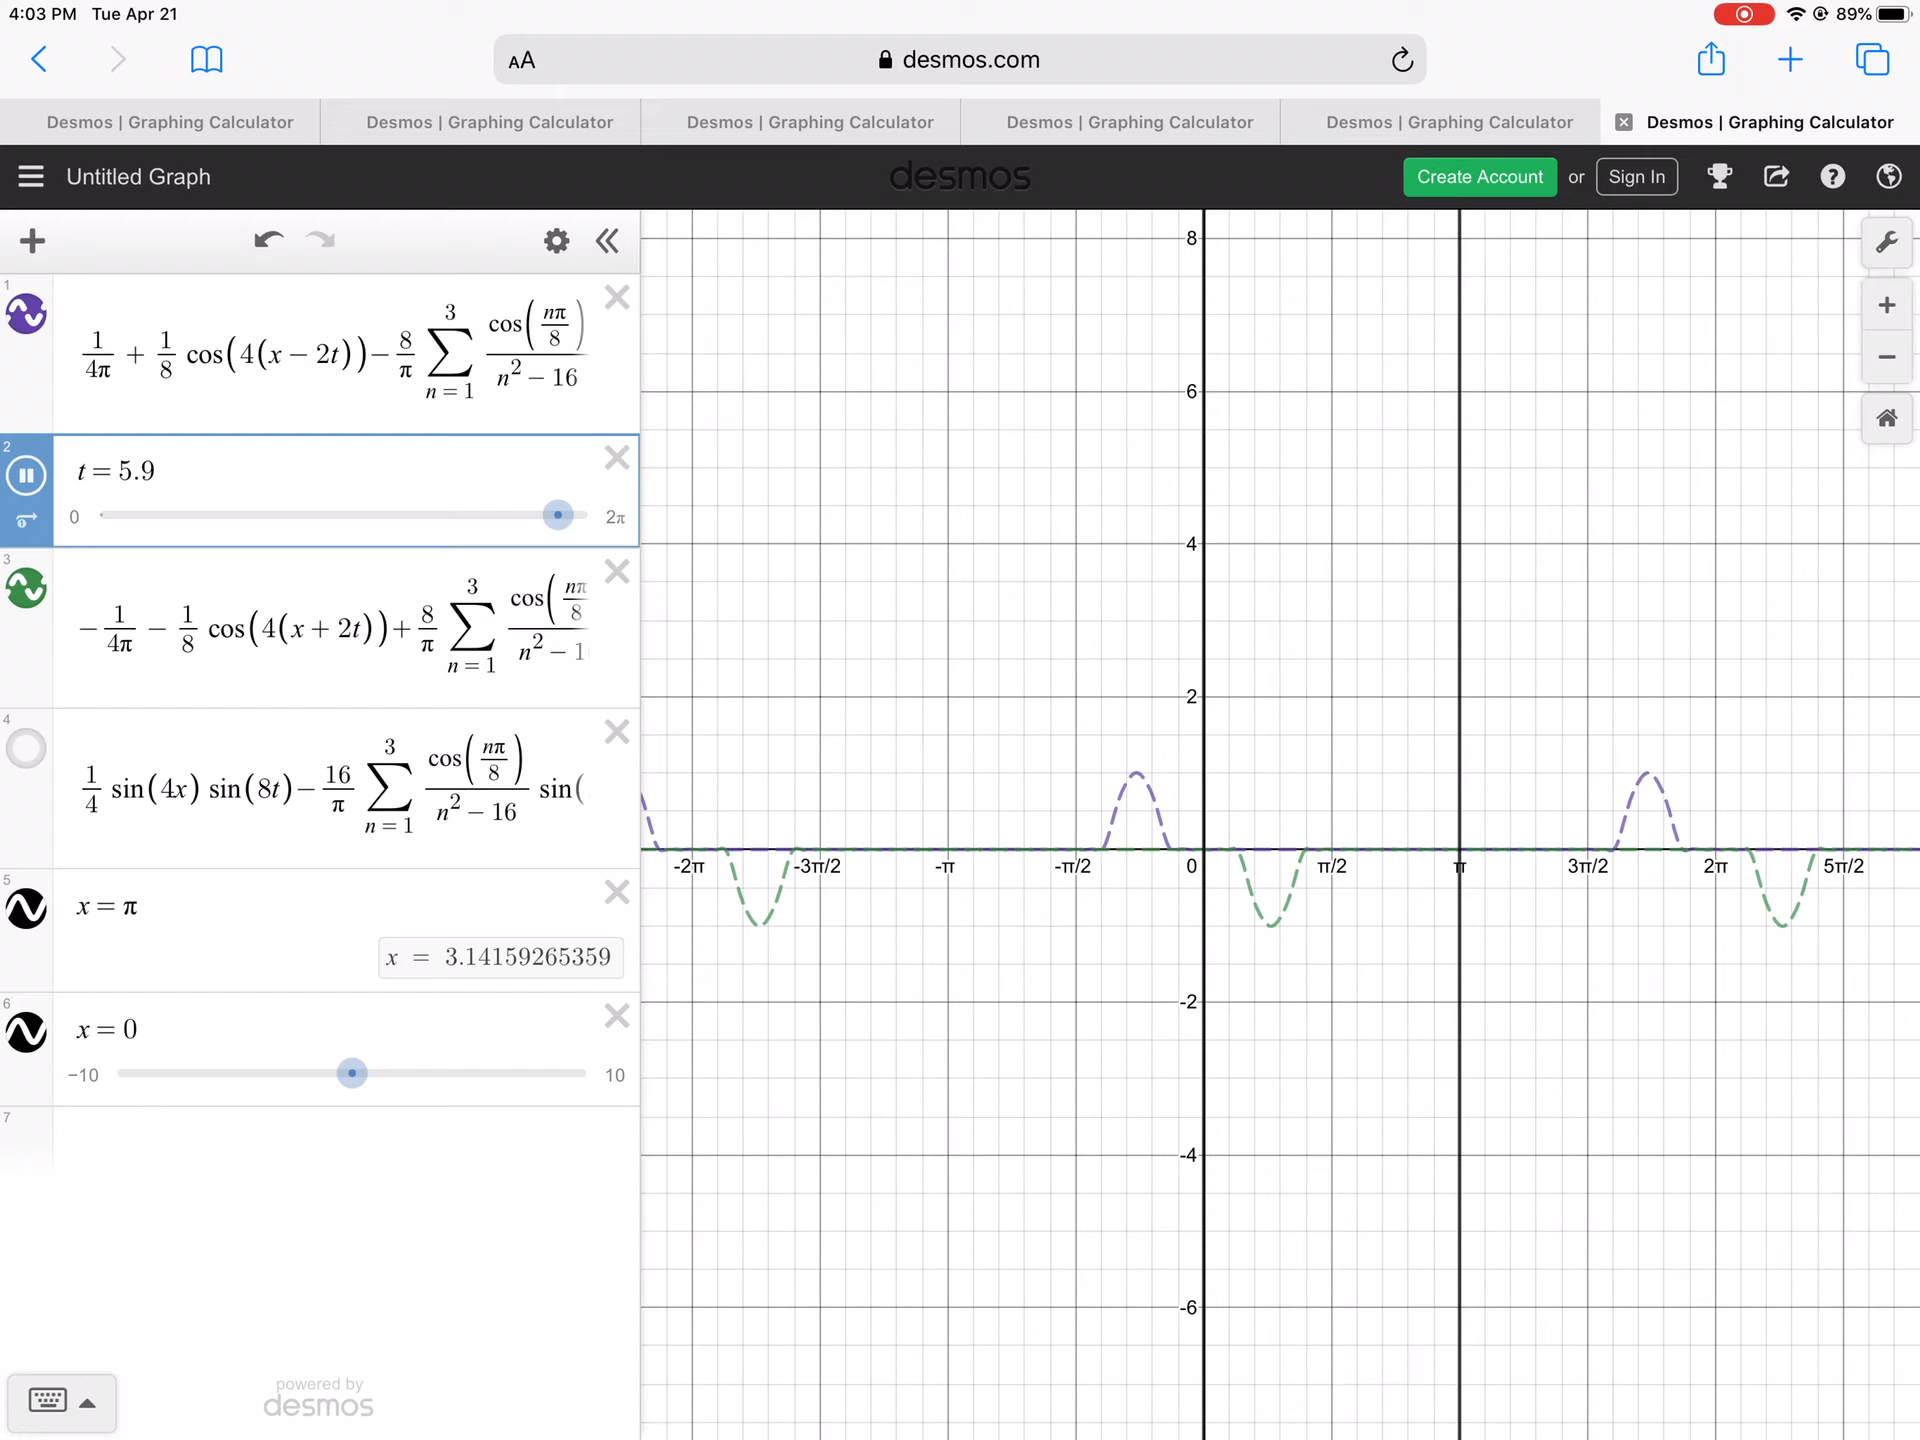 4:03 PM Tue Apr 21
89%
AA desmos.com
Desmos | Graphing Calculator
Desmos | Graphing Calculator
Desmos | Graphing Calculator
Desmos | Graphing Calculator
Desmos | Graphing Calculator
Desmos | Graphing Calculator
Untitled Graph
desmos
Create Account or Sign In
1
1/4π + 1/8 cos(4(x − 2t)) − 8/π ∑ n = 1 3 cos(nπ/8)/n² − 16
2
t = 5.9
0 2π
3
−1/4π − 1/8 cos(4(x + 2t)) + 8/π ∑ n = 1 3 cos(nπ/8 / n² − 1
4
1/4 sin(4x) sin(8t) − 16/π ∑ n = 1 3 cos(nπ/8)/n² − 16 sin(
5
x = π
x = 3.14159265359
6
x = 0
−10 10
7
powered by
desmos
8
6
4
2
-2π -3π/2 -π -π/2 0 π/2 π 3π/2 2π 5π/2
-2
-4
-6